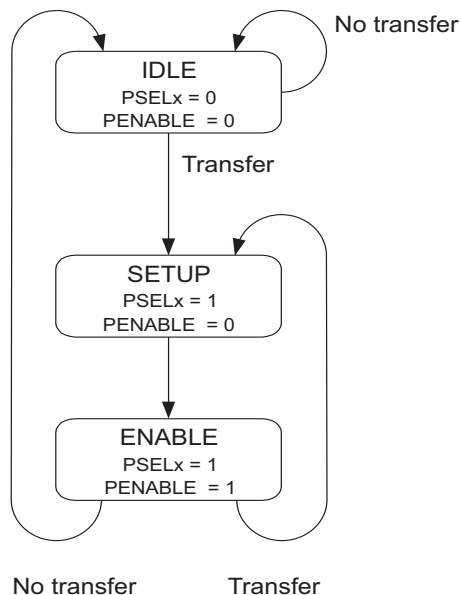 No transfer
IDLE
PSELx = 0
PENABLE = 0
Transfer
SETUP
PSELx = 1
PENABLE = 0
ENABLE
PSELx = 1
PENABLE = 1
No transfer
Transfer